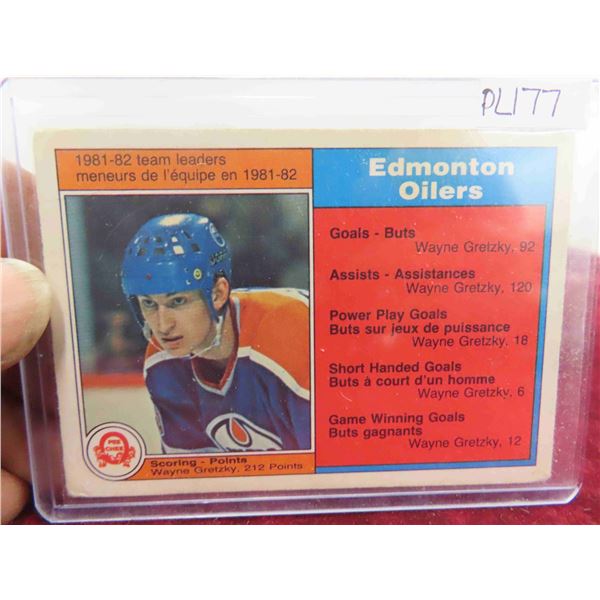 PL177
1981-82 team leaders
meneurs de l'équipe en 1981-82
Edmonton
Oilers
Goals - Buts
Wayne Gretzky, 92
Assists - Assistances
Wayne Gretzky, 120
Power Play Goals
Buts sur jeux de puissance
Wayne Gretzky, 18
Short Handed Goals
Buts à court d'un homme
Wayne Gretzky, 6
Game Winning Goals
Buts gagnants
Wayne Gretzky, 12
O
PEE
CHEE
Scoring - Points
Wayne Gretzky, 212 Points